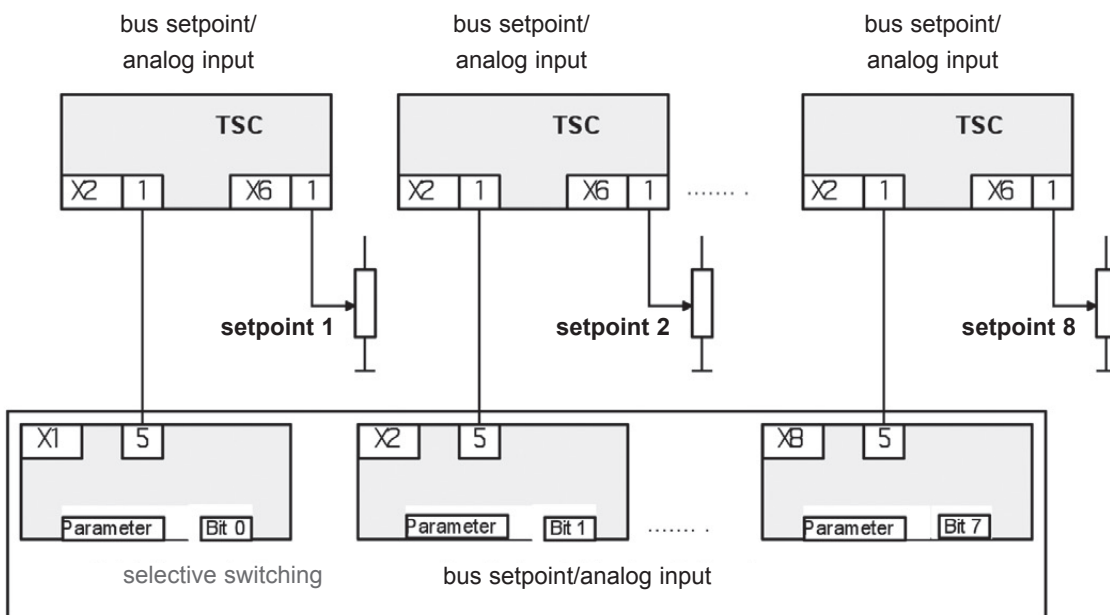 bus setpoint/ bus setpoint/ bus setpoint/
analog input analog input analog input
TSC TSC TSC
X2 1 X6 1 X2 1 X6 1 ....... . X2 1 X6 1
setpoint 1 setpoint 2 setpoint 8
X1 5 X2 5 X8 5
Parameter Bit 0 Parameter Bit 1 ....... . Parameter Bit 7
selective switching bus setpoint/analog input